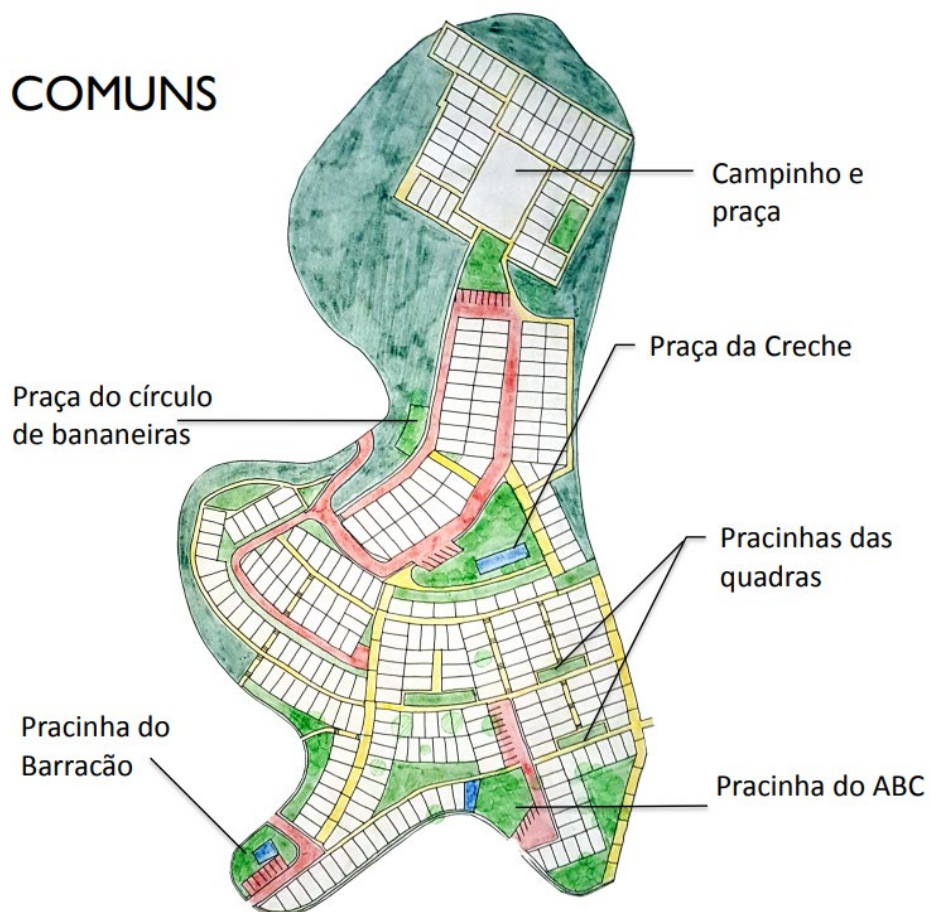 COMUNS
Campinho e
praça
Praça da Creche
Praça do círculo
de bananeiras
Pracinhas das
quadras
Pracinha do
Barracão
Pracinha do ABC